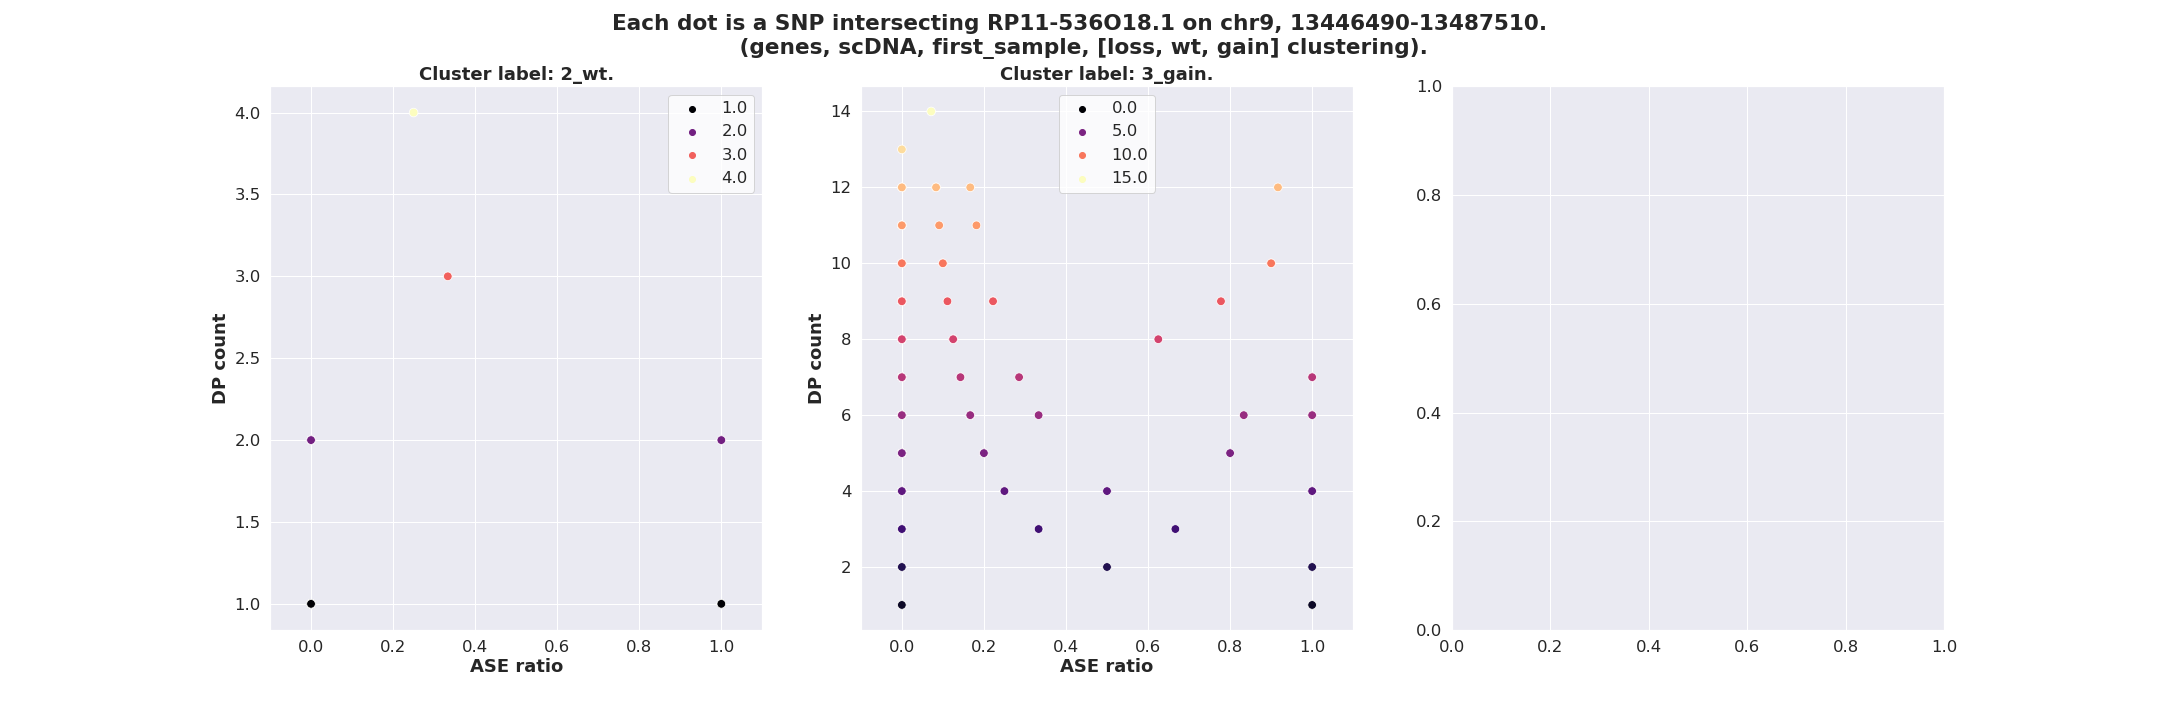 Each dot is a SNP intersecting RP11-536O18.1 on chr9, 13446490-13487510.
(genes, scDNA, first_sample, [loss, wt, gain] clustering).
Cluster label: 2_wt.
4.0
3.5
3.0
2.5
2.0
1.5
1.0
DP count
0.0 0.2 0.4 0.6 0.8 1.0
ASE ratio
1.0
2.0
3.0
4.0
Cluster label: 3_gain.
14
12
10
8
6
4
2
DP count
0.0 0.2 0.4 0.6 0.8 1.0
ASE ratio
0.0
5.0
10.0
15.0
1.0
0.8
0.6
0.4
0.2
0.0
0.0 0.2 0.4 0.6 0.8 1.0